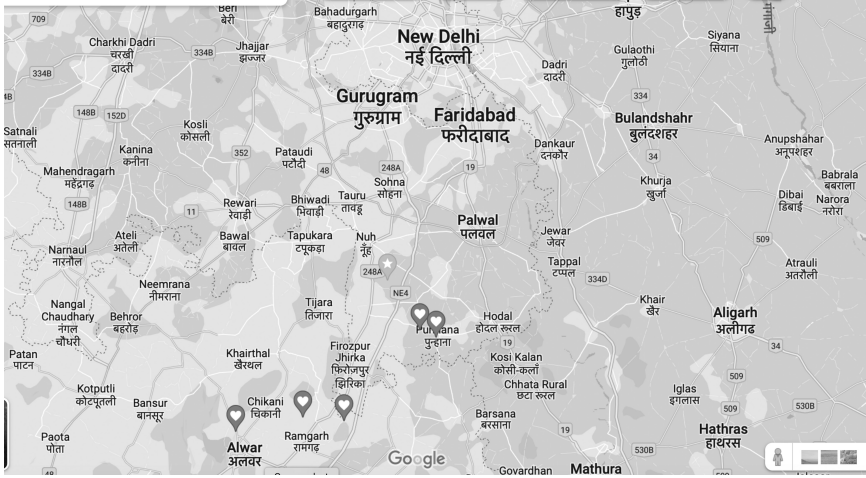 Beri
बेरी
Bahadurgarh
बहादुरगढ़
हापुड़
709
Charkhi Dadri
चरखी
दादरी
334B
Jhajjar
झज्जर
New Delhi
नई दिल्ली
Siyana
सियाना
Gulaothi
गुलोठी
Dadri
दादरी
334B
334
4B
148B
152D
Gurugram
गुरुग्राम
Faridabad
फरीदाबाद
Bulandshahr
बुलंदशहर
Satnali
सतनाली
Kosli
कोसली
Kanina
कनीना
352
Pataudi
पटौदी
48
248A
19
Dankaur
दनकौर
34
Anupshahar
अनूपशहर
Mahendragarh
महेंद्रगढ़
Sohna
सोहना
Khurja
खुर्जा
Babrala
बबराला
148B
11
Rewari
रेवाड़ी
Bhiwadi
भिवाड़ी
Tauru
तावडू
Dibai
डिबाई
Narora
नरोरा
Palwal
पलवल
Ateli
अतेली
Bawal
बावल
Tapukara
टपूकड़ा
Nuh
नूँह
Jewar
जेवर
509
Narnaul
नारनौल
248A
Tappal
टप्पल
334D
Atrauli
अतरौली
Neemrana
नीमराना
NE4
Nangal
Chaudhary
नंगल
चौधरी
Behror
बहरोड़
Tijara
तिजारा
Punhana
पुन्हाना
Hodal
होदल रूरल
Khair
खैर
Aligarh
अलीगढ़
19
34
Patan
पाटन
Khairthal
खैरथल
Firozpur
Jhirka
फ़िरोज़पुर
झिरिका
Kosi Kalan
कोसी-कलाँ
509
Kotputli
कोटपूतली
Bansur
बानसूर
Chikani
चिकानी
Chhata Rural
छटा रूरल
Iglas
इगलास
509
530B
Barsana
बरसाना
19
Hathras
हाथरस
Paota
पोता
Alwar
अलवर
Ramgarh
रामगढ़
530B
Google
Govardhan
Mathura
48
509